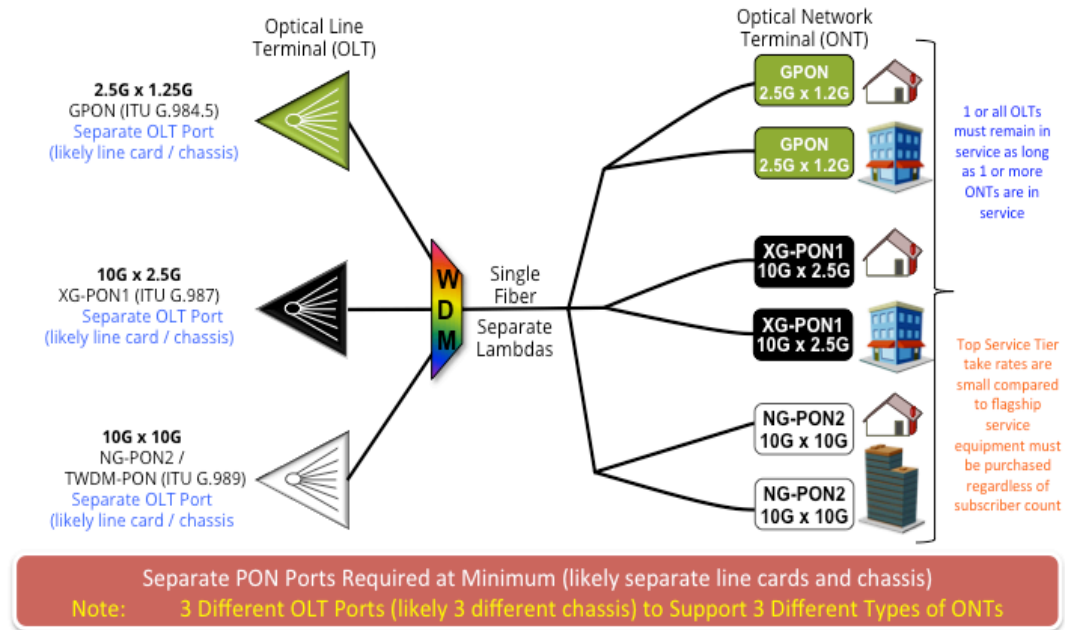 Optical Line
Terminal (OLT)
2.5G x 1.25G
GPON (ITU G.984.5)
Separate OLT Port
(likely line card / chassis)
10G x 2.5G
XG-PON1 (ITU G.987)
Separate OLT Port
(likely line card / chassis)
10G x 10G
NG-PON2 /
TWDM-PON (ITU G.989)
Separate OLT Port
(likely line card / chassis
W
D
M
Single
Fiber
Separate
Lambdas
Optical Network
Terminal (ONT)
GPON
2.5G x 1.2G
GPON
2.5G x 1.2G
XG-PON1
10G x 2.5G
XG-PON1
10G x 2.5G
NG-PON2
10G x 10G
NG-PON2
10G x 10G
1 or all OLTs
must remain in
service as long
as 1 or more
ONTs are in
service
Top Service Tier
take rates are
small compared
to flagship
service
equipment must
be purchased
regardless of
subscriber count
Separate PON Ports Required at Minimum (likely separate line cards and chassis)
Note: 3 Different OLT Ports (likely 3 different chassis) to Support 3 Different Types of ONTs